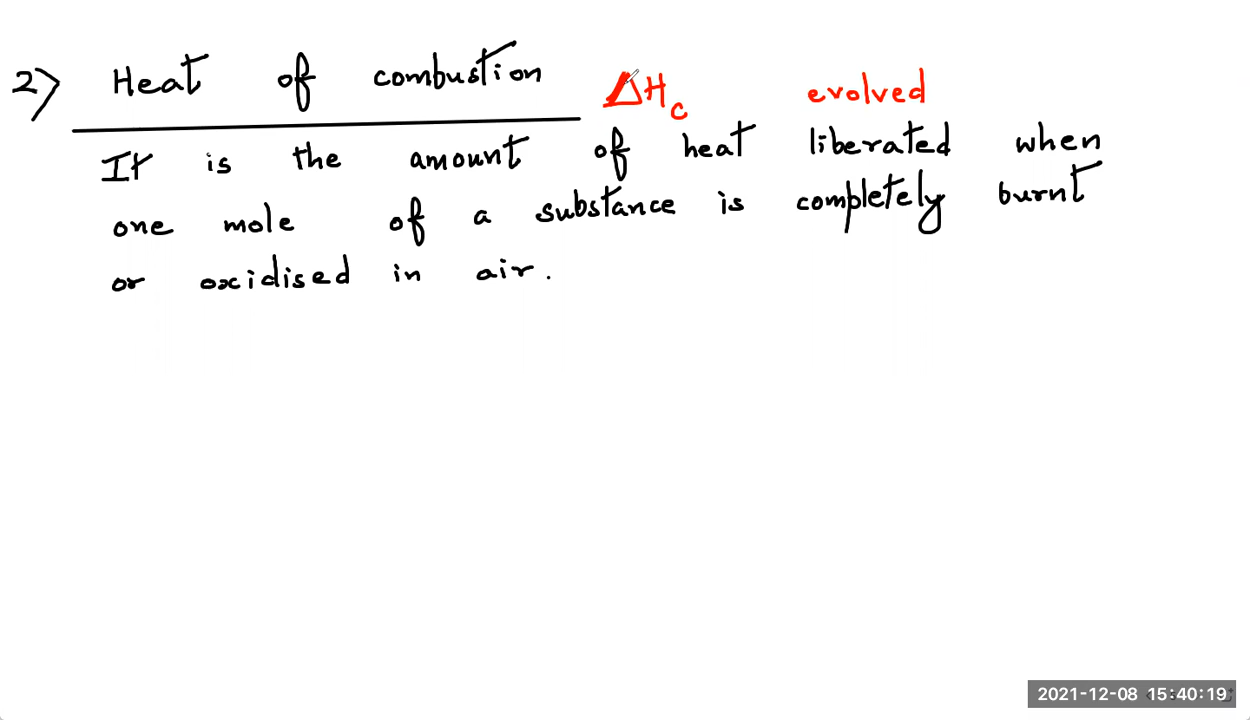 2) Heat of combustion ΔHc evolved
It is the amount of heat liberated when
one mole of a substance is completely burnt
or oxidised in air.
2021-12-08 15:40:19